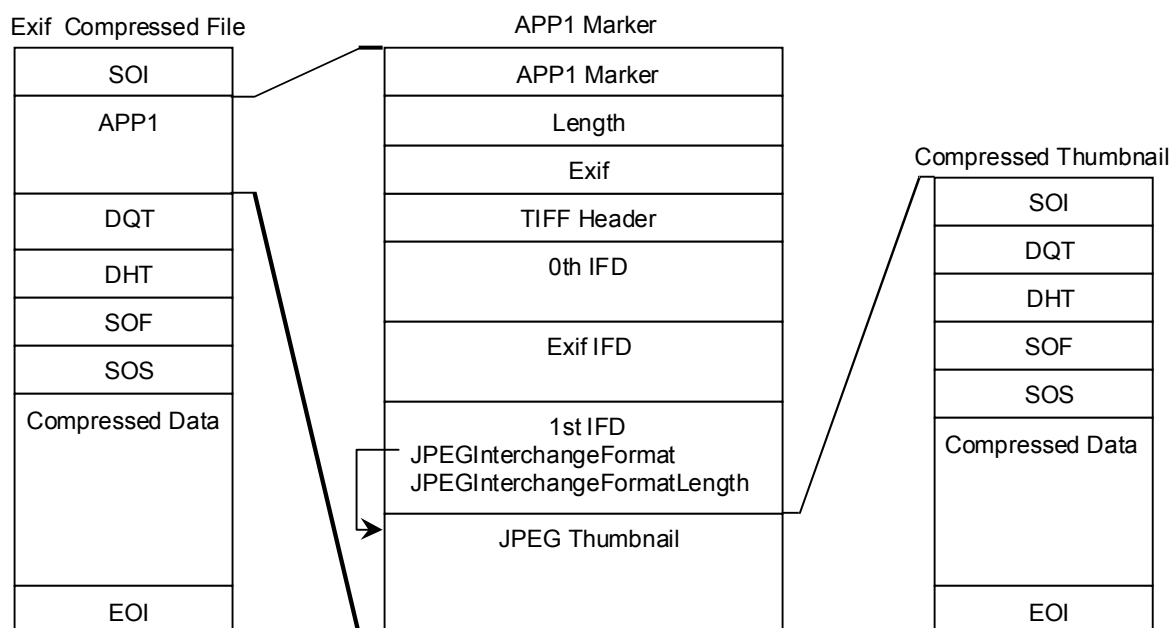 Exif Compressed File
SOI
APP1
DQT
DHT
SOF
SOS
Compressed Data
EOI
APP1 Marker
APP1 Marker
Length
Exif
TIFF Header
0th IFD
Exif IFD
1st IFD
JPEGInterchangeFormat
JPEGInterchangeFormatLength
JPEG Thumbnail
Compressed Thumbnail
SOI
DQT
DHT
SOF
SOS
Compressed Data
EOI